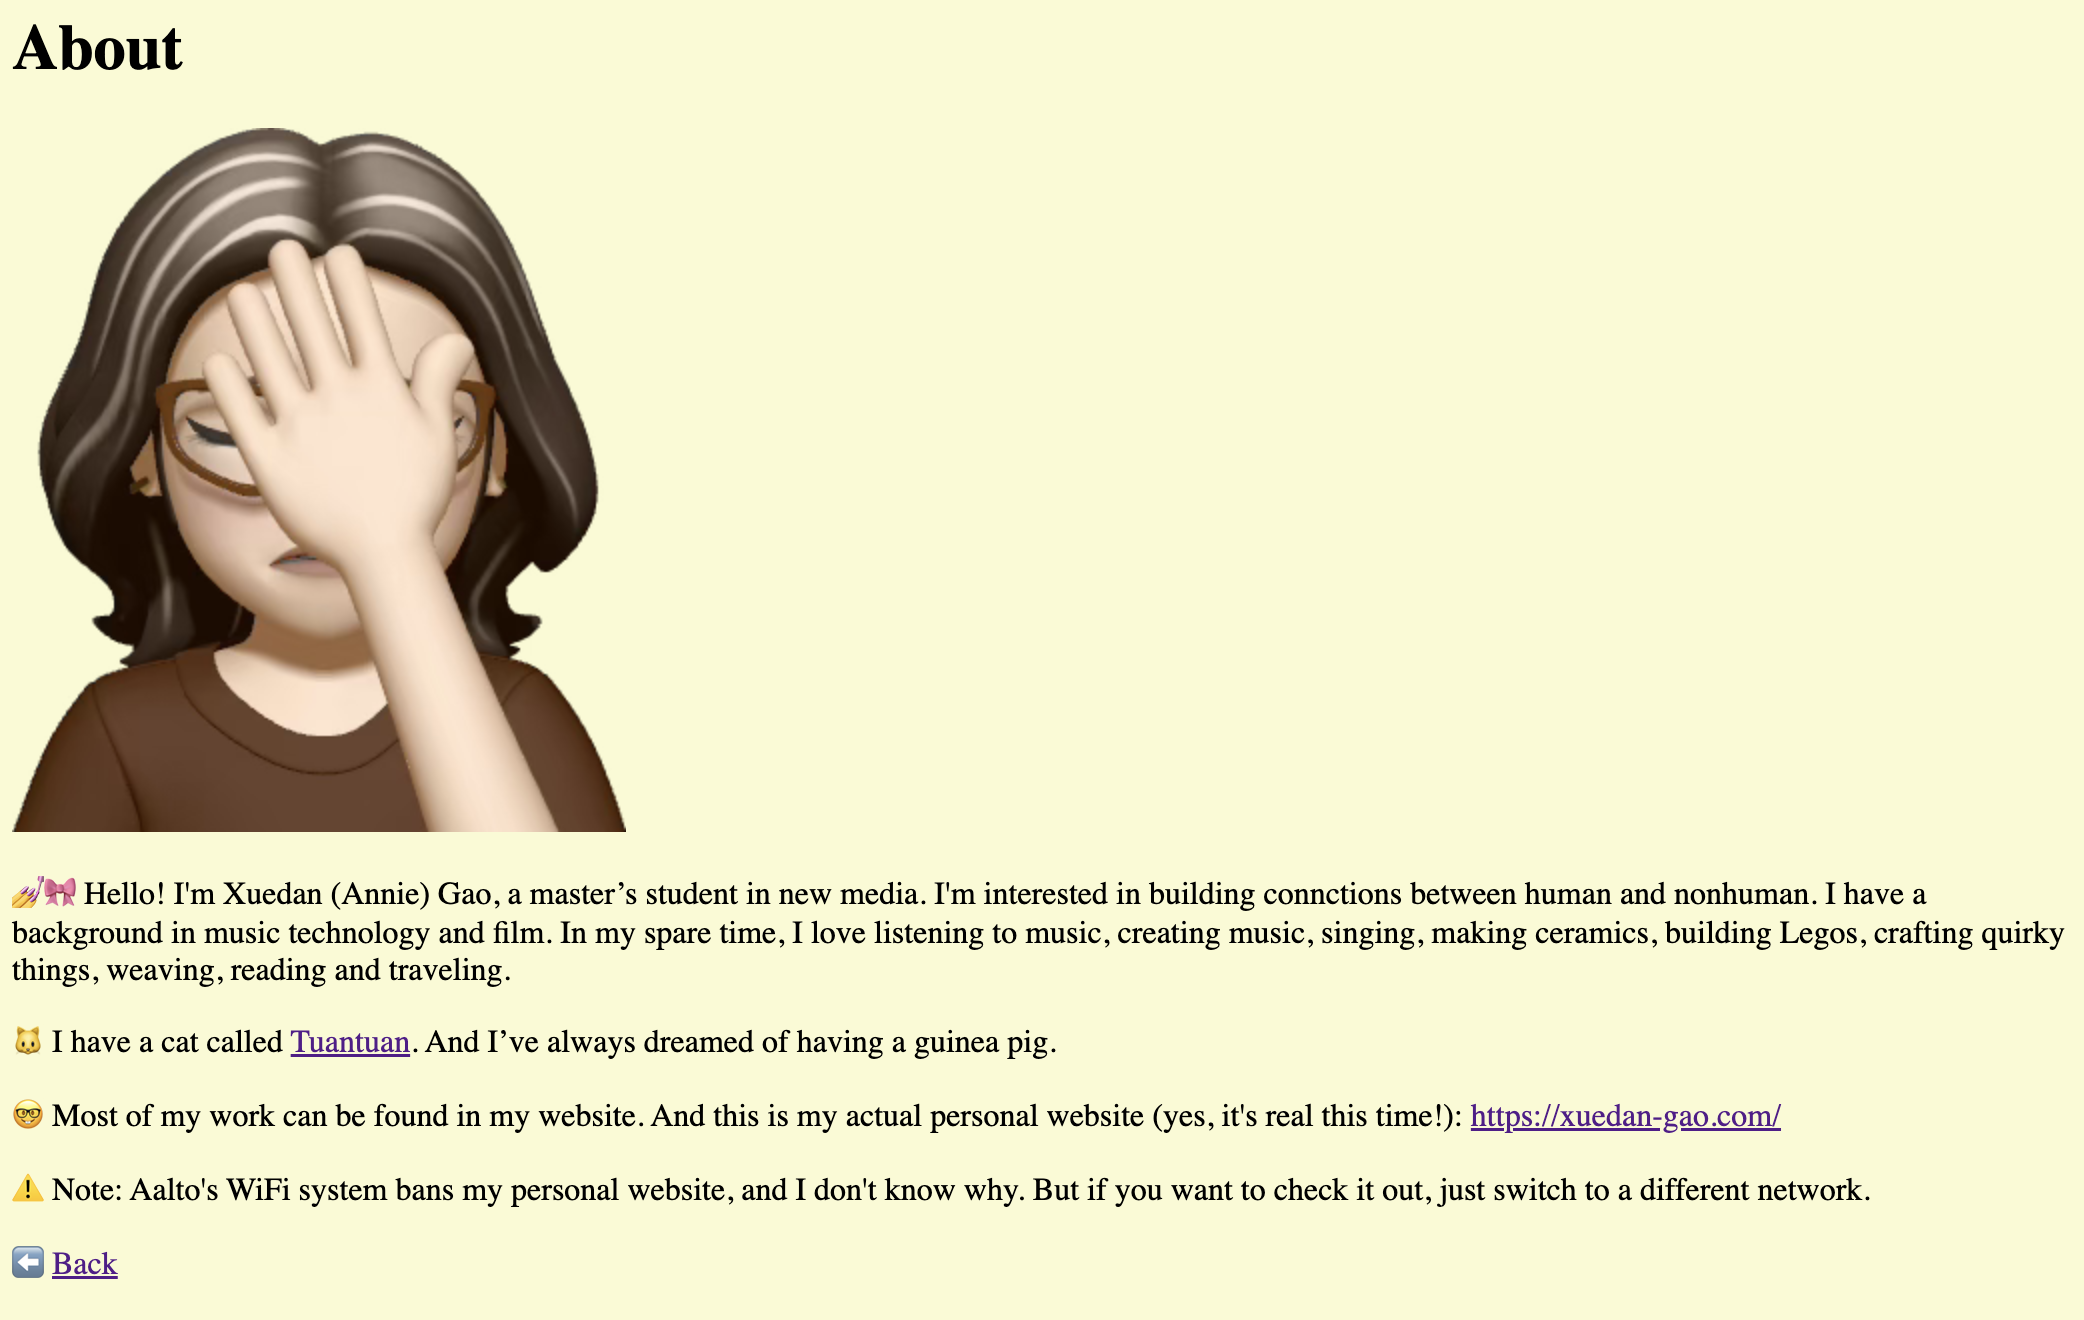 About
💅🎀 Hello! I'm Xuedan (Annie) Gao, a master’s student in new media. I'm interested in building connctions between human and nonhuman. I have a
background in music technology and film. In my spare time, I love listening to music, creating music, singing, making ceramics, building Legos, crafting quirky
things, weaving, reading and traveling.
🐱 I have a cat called Tuantuan. And I’ve always dreamed of having a guinea pig.
🤓 Most of my work can be found in my website. And this is my actual personal website (yes, it's real this time!): https://xuedan-gao.com/
⚠️ Note: Aalto's WiFi system bans my personal website, and I don't know why. But if you want to check it out, just switch to a different network.
⬅️ Back